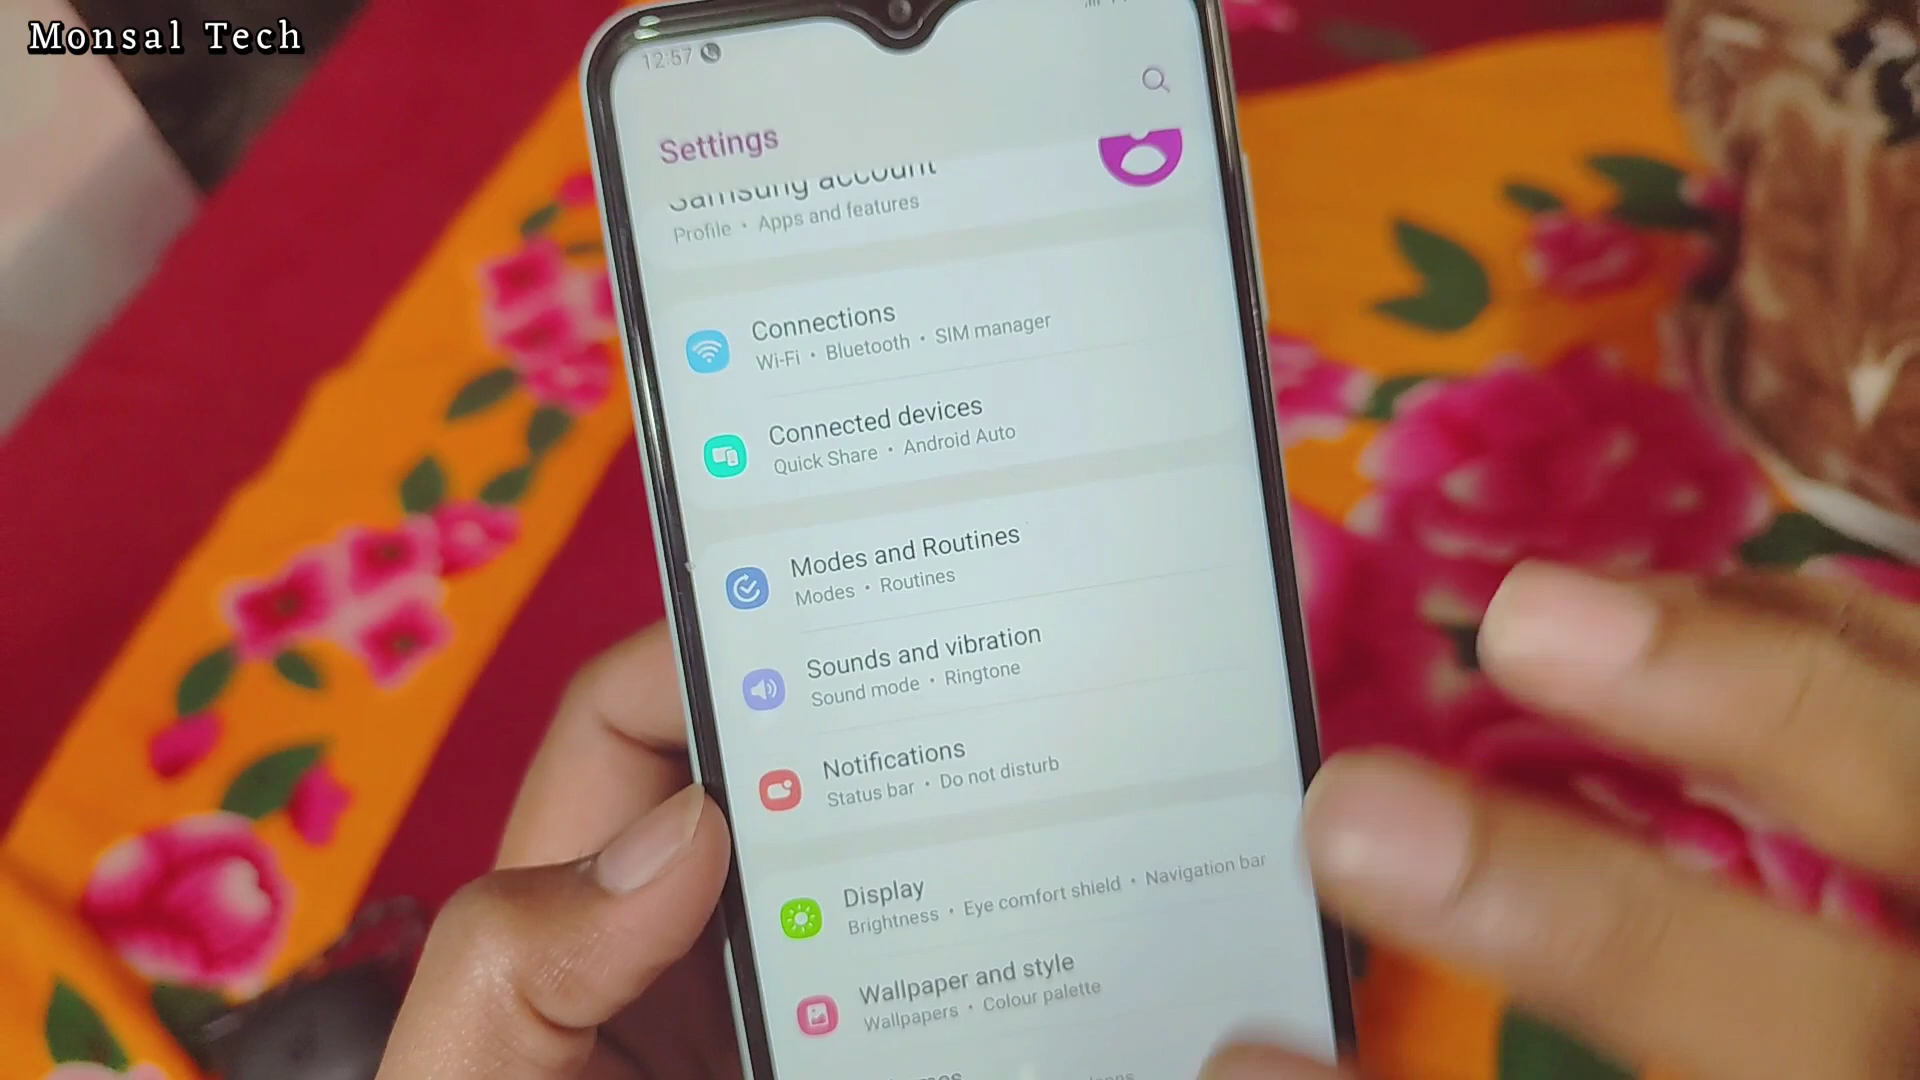 Monsal Tech
12:57
Settings
Samsung account
Profile • Apps and features
Connections
Wi-Fi • Bluetooth • SIM manager
Connected devices
Quick Share • Android Auto
Modes and Routines
Modes • Routines
Sounds and vibration
Sound mode • Ringtone
Notifications
Status bar • Do not disturb
Display
Brightness • Eye comfort shield • Navigation bar
Wallpaper and style
Wallpapers • Colour palette